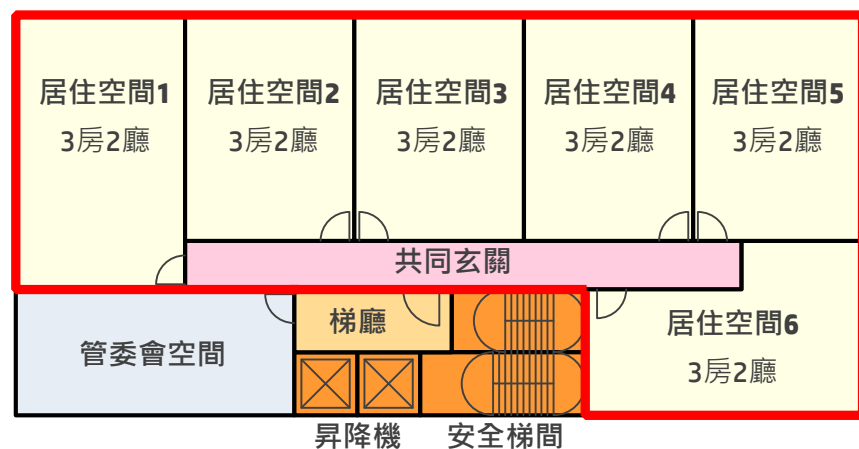 居住空間1
3房2廳
居住空間2
3房2廳
居住空間3
3房2廳
居住空間4
3房2廳
居住空間5
3房2廳
共同玄關
管委會空間
梯廳
居住空間6
3房2廳
昇降機
安全梯間